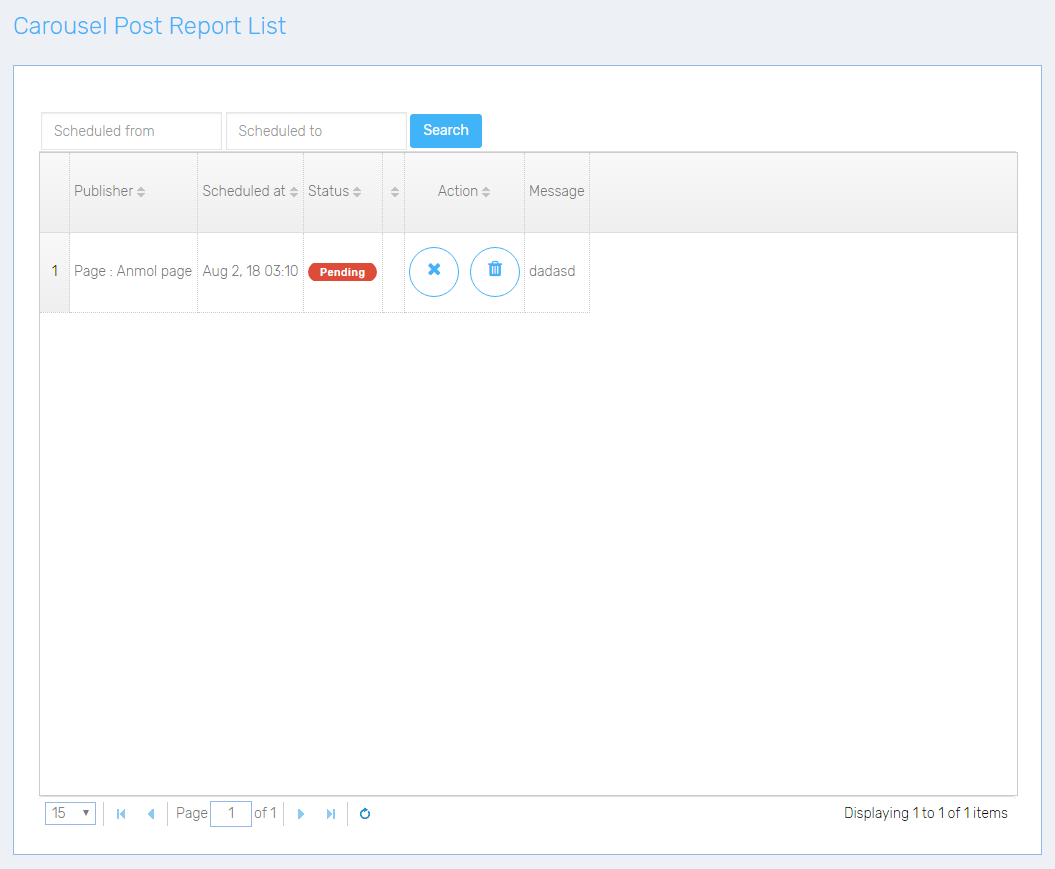 Carousel Post Report List
Scheduled from Scheduled to Search
Publisher Scheduled at Status Action Message
1 Page : Anmol page Aug 2, 18 03:10 Pending dadasd
15 Page 1 of 1 Displaying 1 to 1 of 1 items